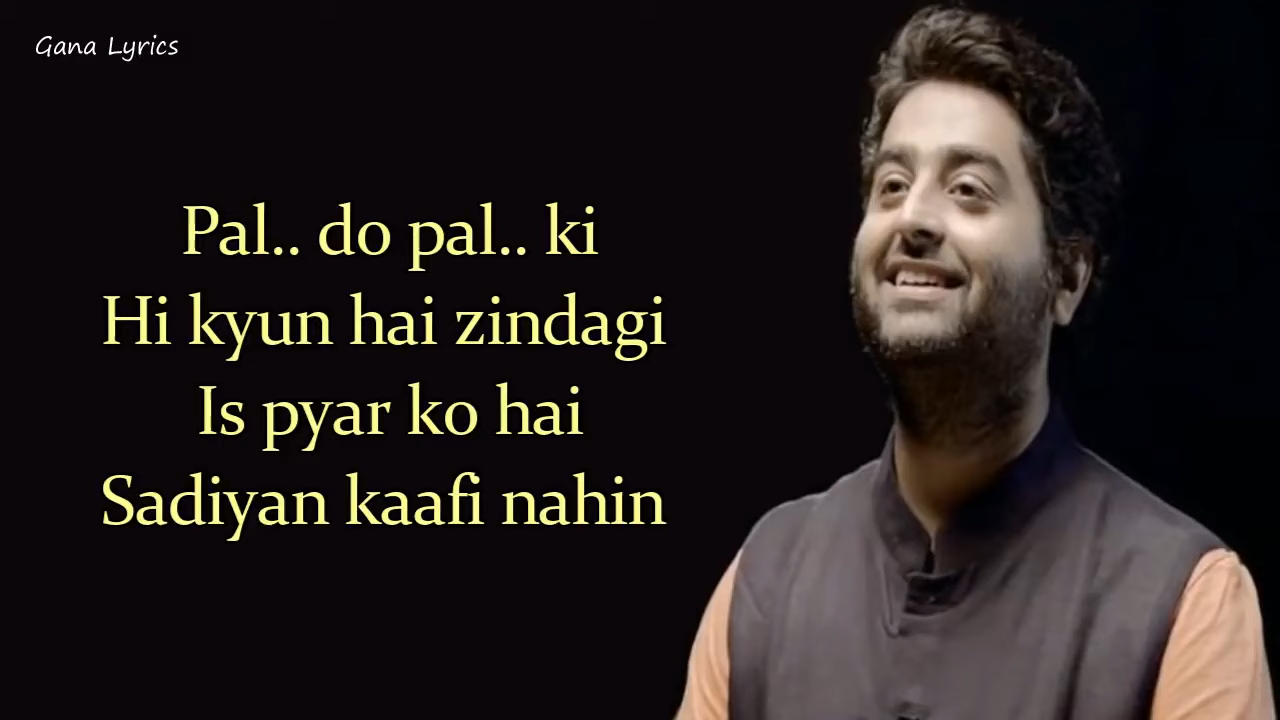 Gana Lyrics
Pal.. do pal.. ki
Hi kyun hai zindagi
Is pyar ko hai
Sadiyan kaafi nahin